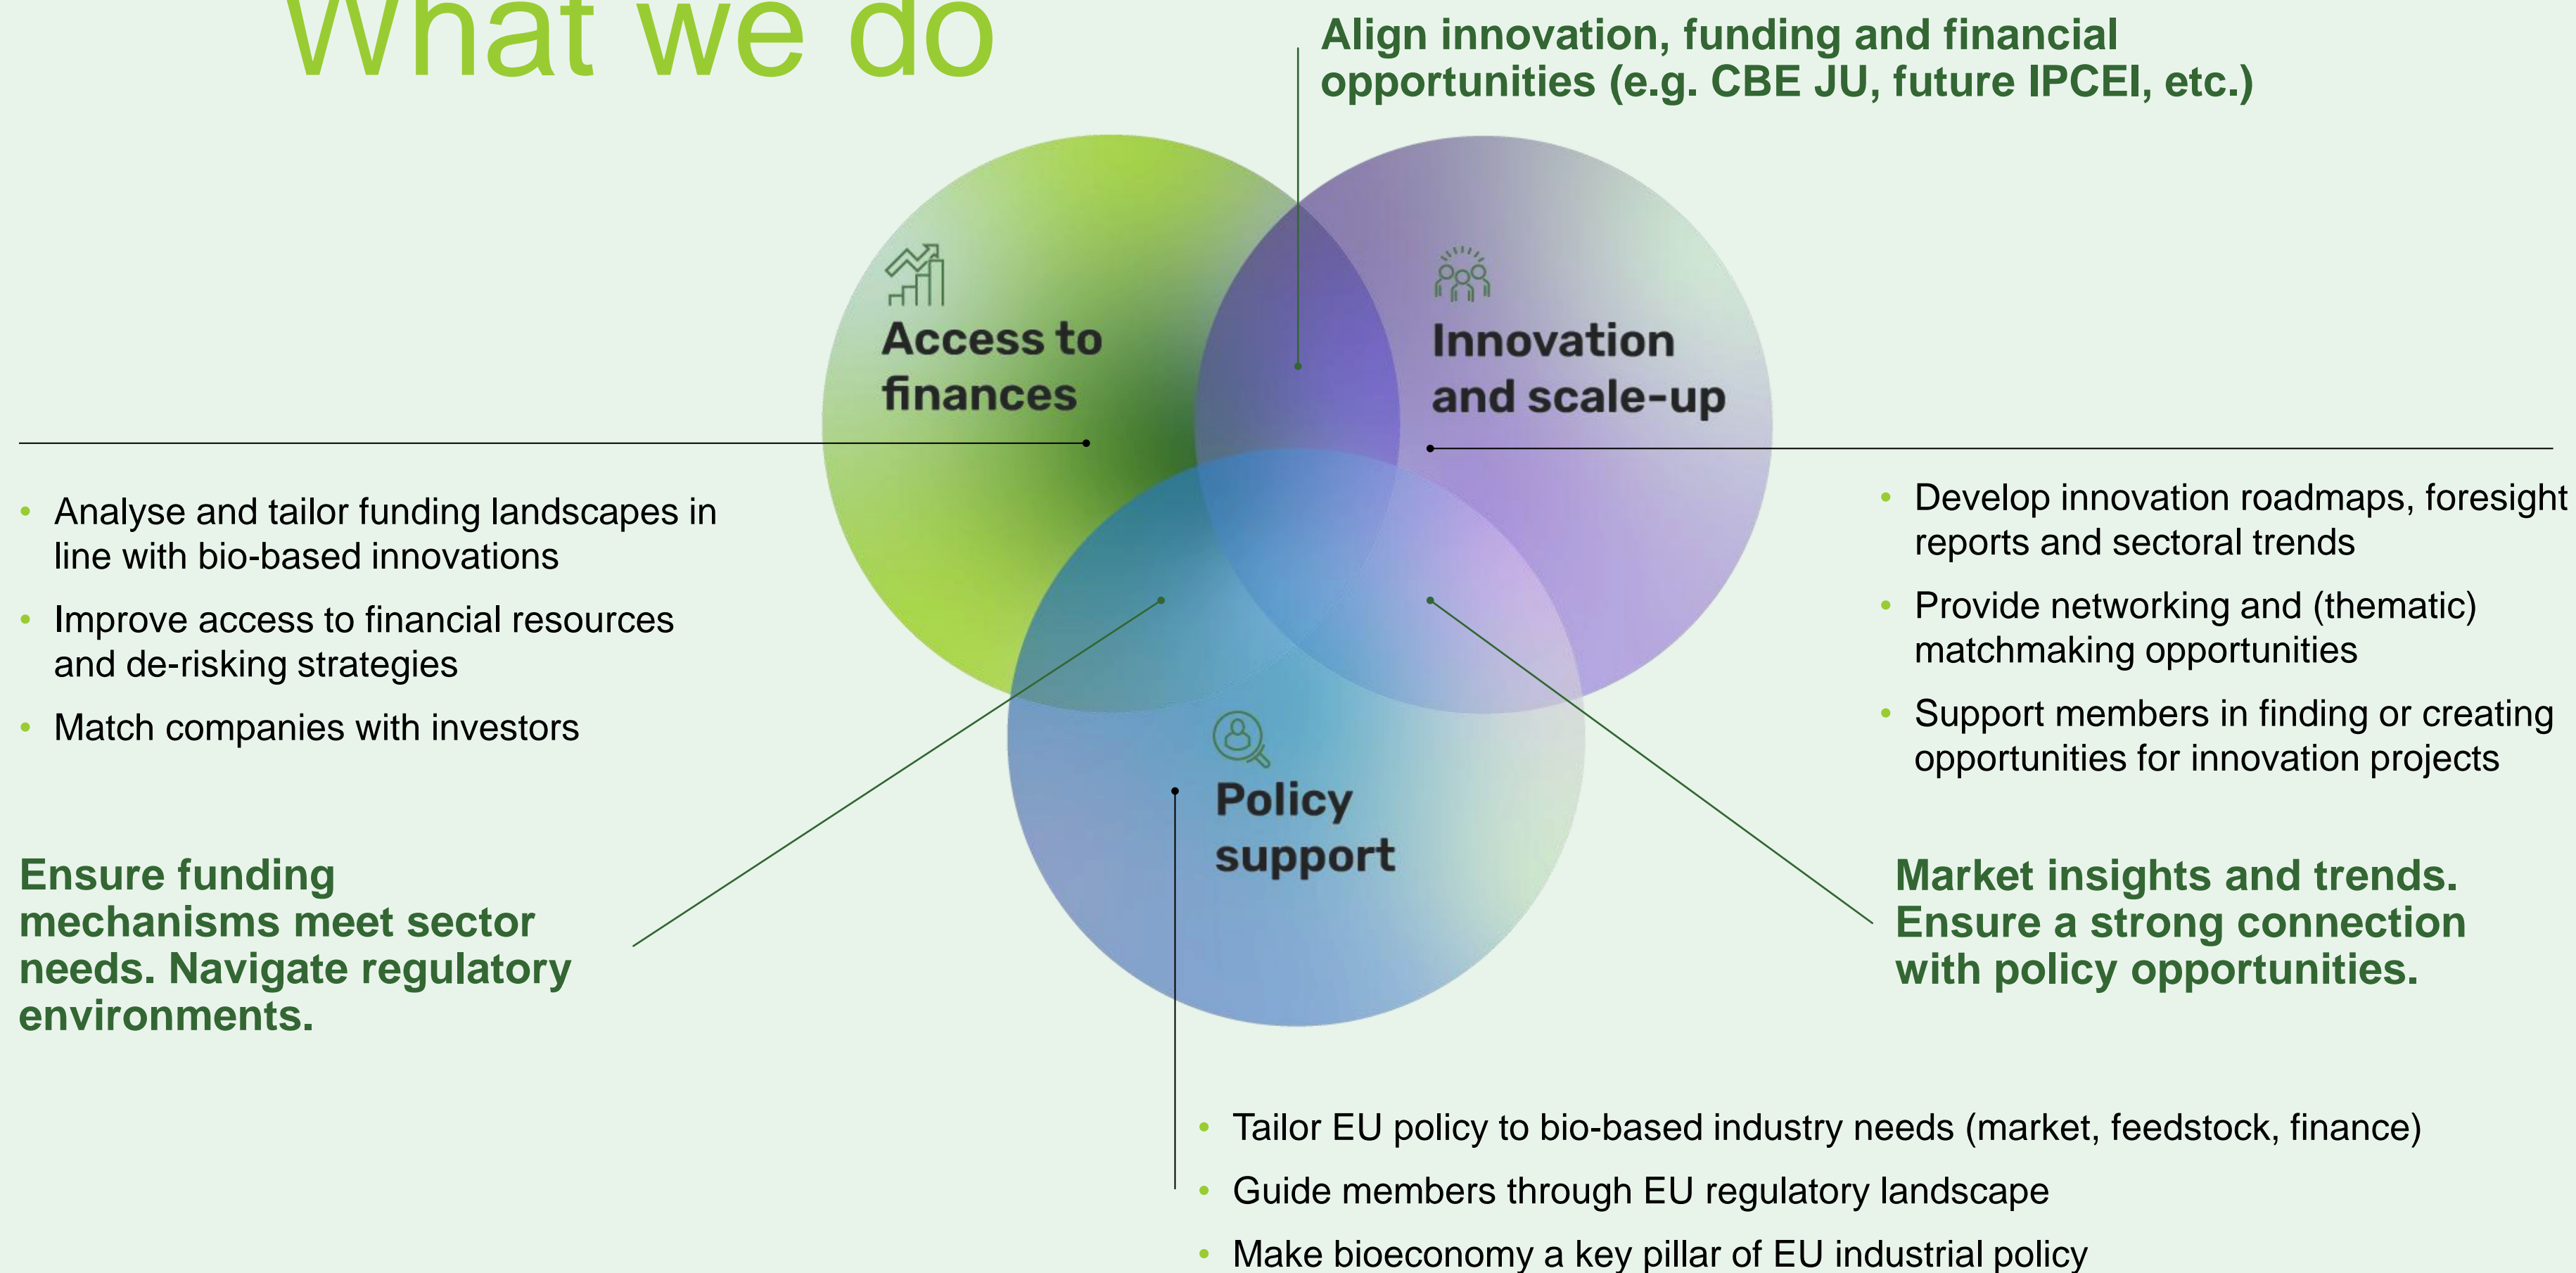 What we do
Align innovation, funding and financial
opportunities (e.g. CBE JU, future IPCEI, etc.)
Access to
finances
Innovation
and scale-up
• Analyse and tailor funding landscapes in
line with bio-based innovations
• Improve access to financial resources
and de-risking strategies
• Match companies with investors
• Develop innovation roadmaps, foresight
reports and sectoral trends
• Provide networking and (thematic)
matchmaking opportunities
• Support members in finding or creating
opportunities for innovation projects
Policy
support
Ensure funding
mechanisms meet sector
needs. Navigate regulatory
environments.
Market insights and trends.
Ensure a strong connection
with policy opportunities.
• Tailor EU policy to bio-based industry needs (market, feedstock, finance)
• Guide members through EU regulatory landscape
• Make bioeconomy a key pillar of EU industrial policy